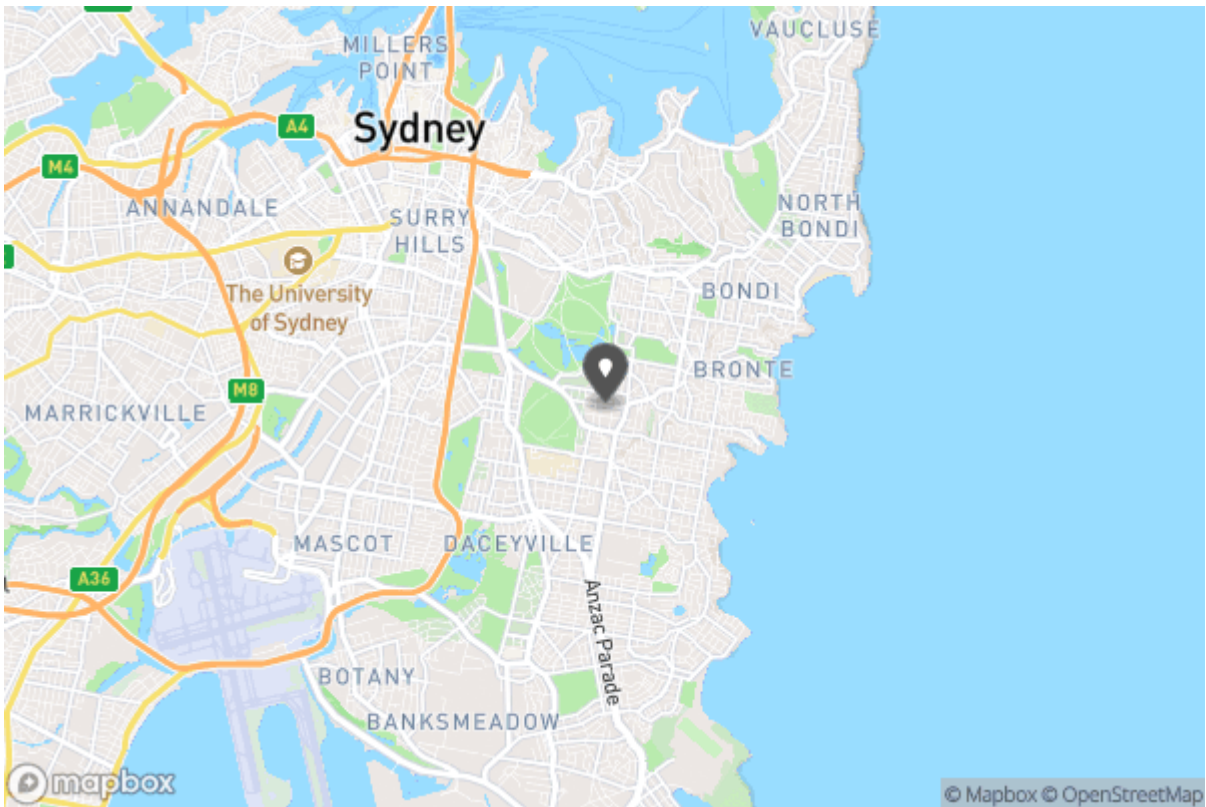 VAUCLUSE
MILLERS
POINT
A4
Sydney
M4
ANNANDALE
SURRY
HILLS
NORTH
BONDI
The University
of Sydney
BONDI
BRONTE
M8
MARRICKVILLE
MASCOT
DACEYVILLE
A36
Anzac Parade
BOTANY
BANKSMEADOW
mapbox
© Mapbox © OpenStreetMap